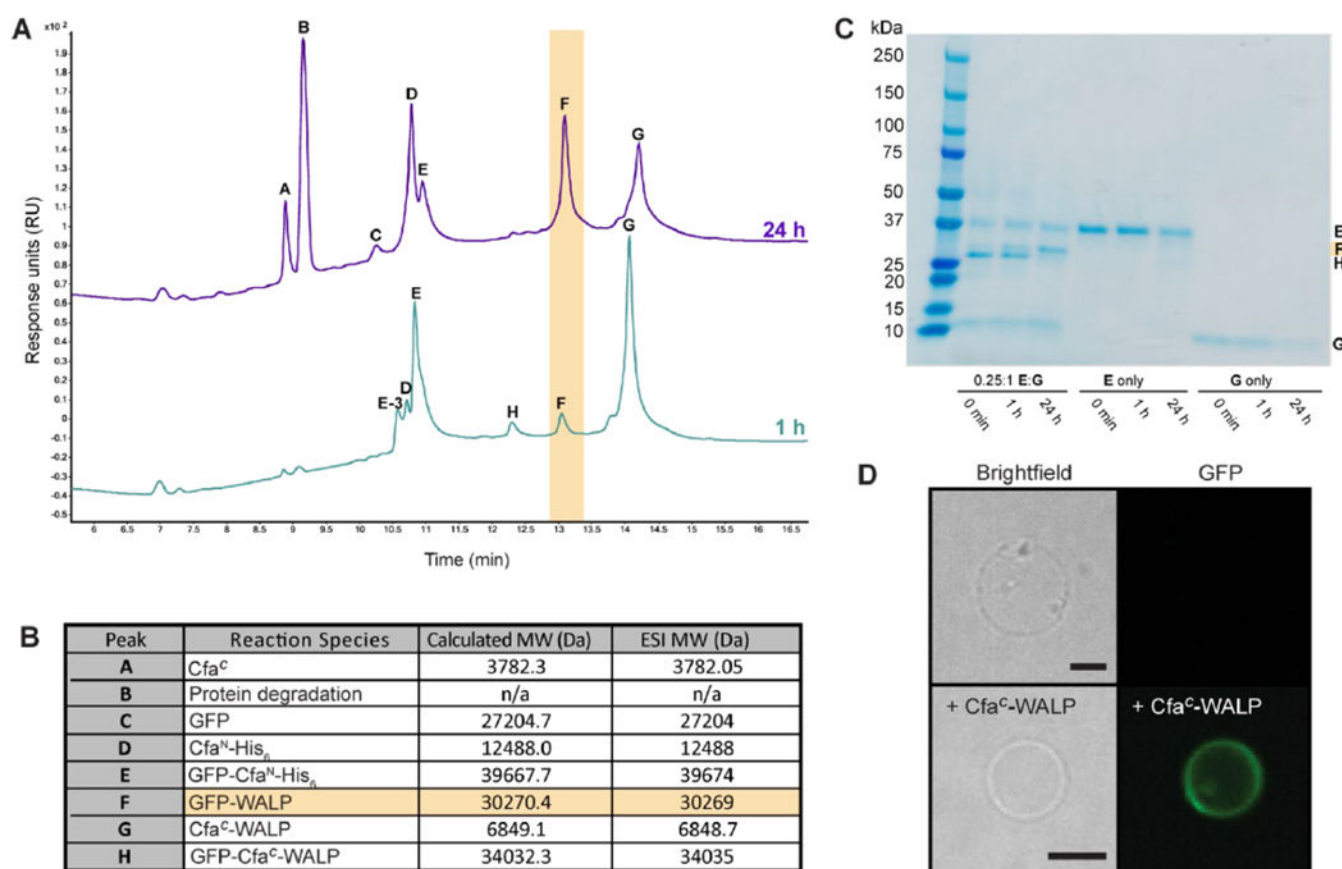 A
x10²
1.9
1.8
1.7
1.6
1.5
1.4
1.3
1.2
1.1
1
0.9
0.8
0.7
0.6
0.5
0.4
0.3
0.2
0.1
0
-0.1
-0.2
-0.3
-0.4
-0.5
Response units (RU)
A
B
C
D
E
F
G
24 h
E-3
D
E
H
F
G
1 h
6 6.5 7 7.5 8 8.5 9 9.5 10 10.5 11 11.5 12 12.5 13 13.5 14 14.5 15 15.5 16 16.5
Time (min)
B
Peak Reaction Species Calculated MW (Da) ESI MW (Da)
A Cfaᶜ 3782.3 3782.05
B Protein degradation n/a n/a
C GFP 27204.7 27204
D Cfaᴺ-His₆ 12488.0 12488
E GFP-Cfaᴺ-His₆ 39667.7 39674
F GFP-WALP 30270.4 30269
G Cfaᶜ-WALP 6849.1 6848.7
H GFP-Cfaᶜ-WALP 34032.3 34035
C
kDa
250
150
100
75
50
37
25
20
15
10
E
F
H
G
0.25:1 E:G E only G only
0 min 1 h 24 h 0 min 1 h 24 h 0 min 1 h 24 h
D
Brightfield GFP
+ Cfaᶜ-WALP + Cfaᶜ-WALP